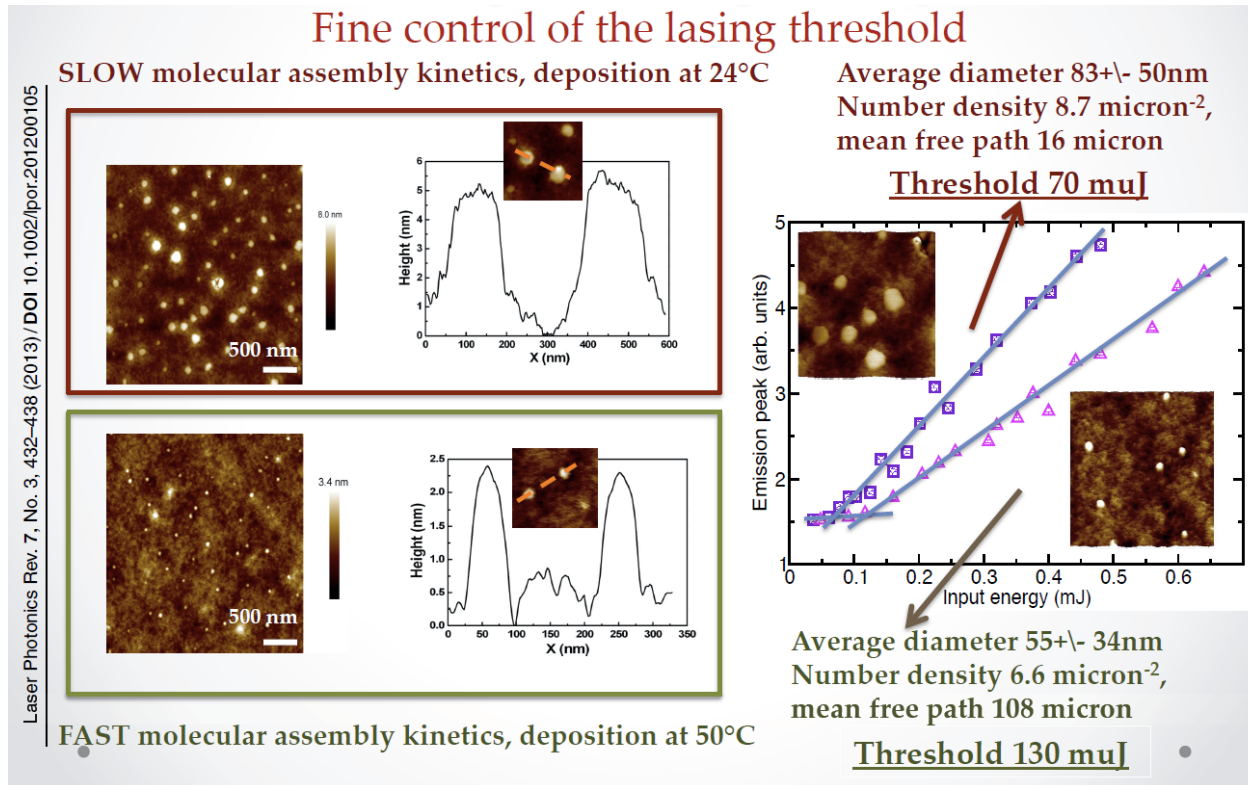 Fine control of the lasing threshold
SLOW molecular assembly kinetics, deposition at 24°C
Laser Photonics Rev. 7, No. 3, 432–438 (2013) / DOI 10.1002/lpor.201200105
500 nm
8.0 nm
Height (nm)
6
5
4
3
2
1
0
0 100 200 300 400 500 600
X (nm)
500 nm
3.4 nm
Height (nm)
2.5
2.0
1.5
1.0
0.5
0.0
0 50 100 150 200 250 300 350
X (nm)
FAST molecular assembly kinetics, deposition at 50°C
Average diameter 83+\- 50nm
Number density 8.7 micron-2,
mean free path 16 micron
Threshold 70 muJ
Emission peak (arb. units)
5
4
3
2
1
0 0.1 0.2 0.3 0.4 0.5 0.6
Input energy (mJ)
Average diameter 55+\- 34nm
Number density 6.6 micron-2,
mean free path 108 micron
Threshold 130 muJ